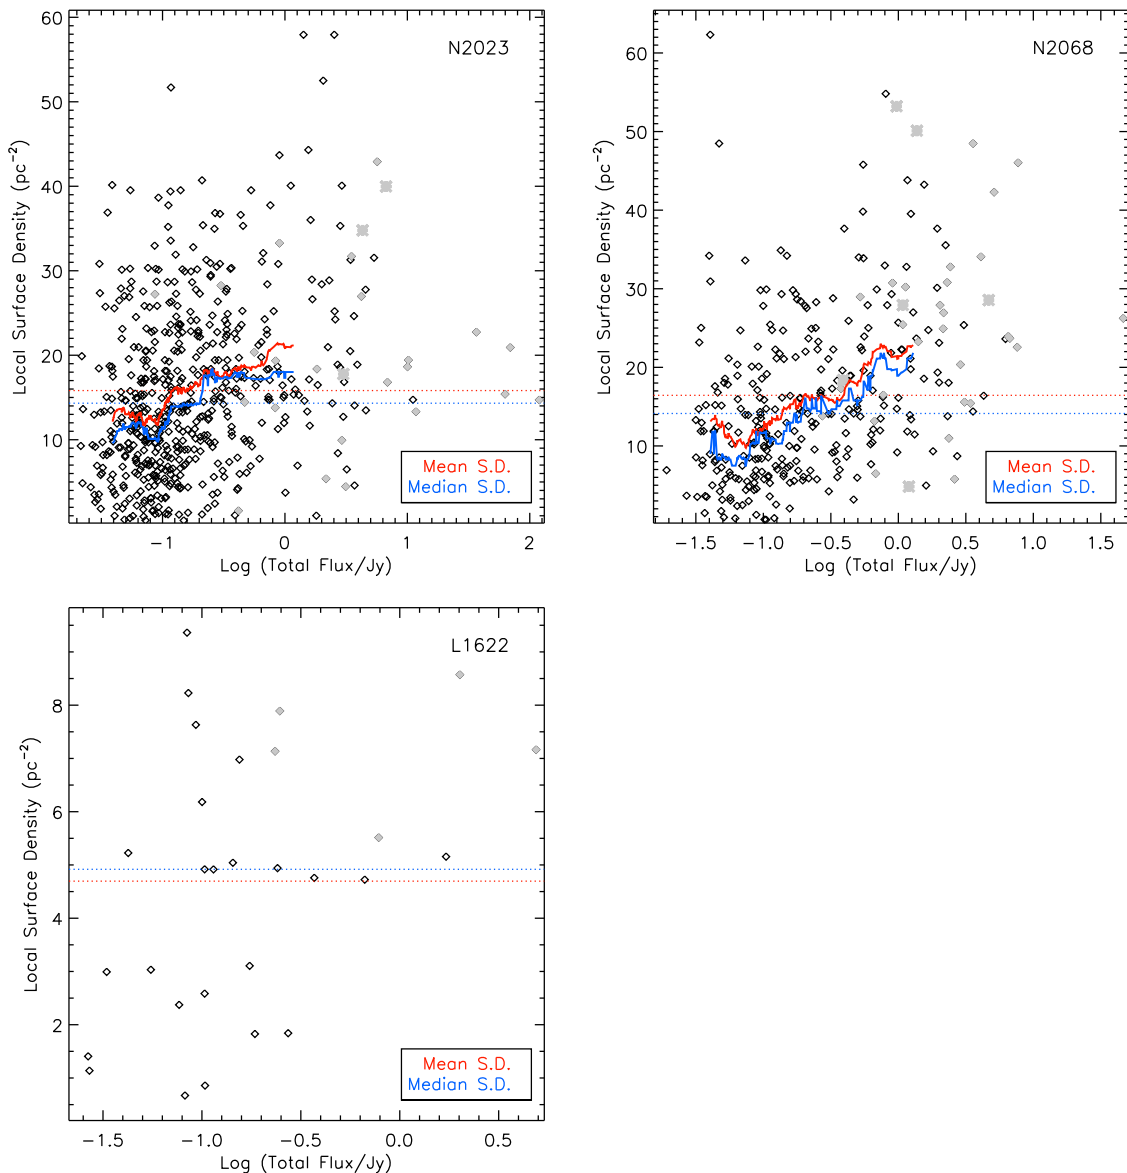 60
50
40
30
20
10
N2023
Mean S.D.
Median S.D.
Local Surface Density (pc⁻²)
−1 0 1 2
Log (Total Flux/Jy)
60
50
40
30
20
10
N2068
Mean S.D.
Median S.D.
Local Surface Density (pc⁻²)
−1.5 −1.0 −0.5 0.0 0.5 1.0 1.5
Log (Total Flux/Jy)
8
6
4
2
L1622
Mean S.D.
Median S.D.
Local Surface Density (pc⁻²)
−1.5 −1.0 −0.5 0.0 0.5
Log (Total Flux/Jy)